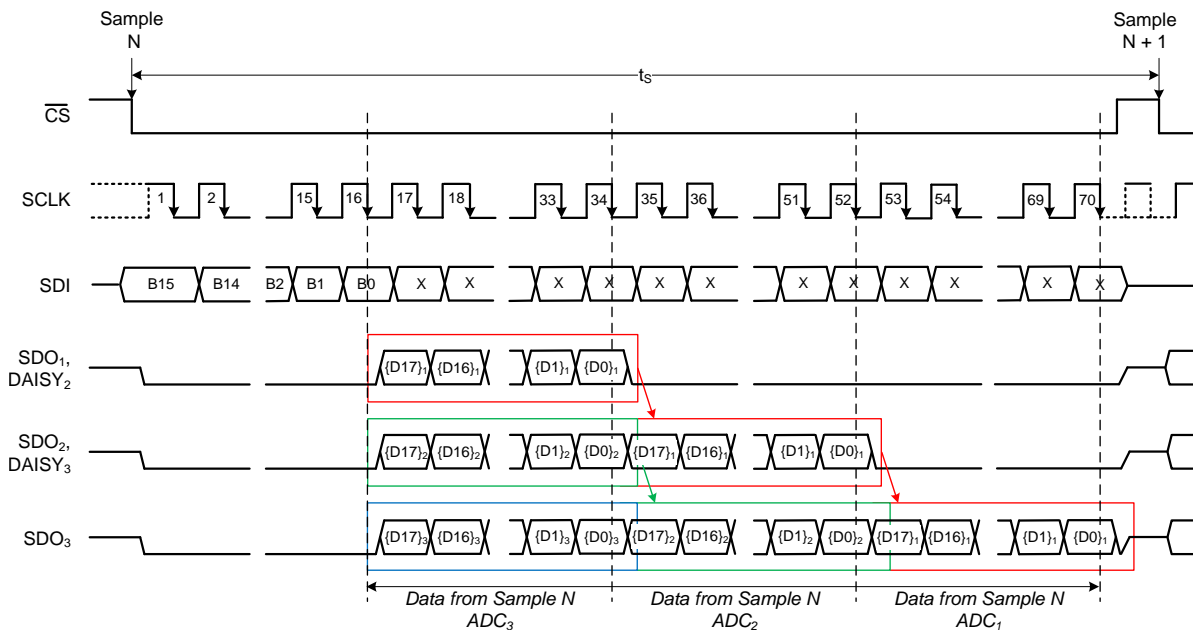 Sample
N
Sample
N + 1
tS
CS
SCLK
1 2 15 16 17 18 33 34 35 36 51 52 53 54 69 70
SDI
B15 B14 B2 B1 B0 X X X X X X X X X X X X
SDO1,
DAISY2
{D17}1 {D16}1 {D1}1 {D0}1
SDO2,
DAISY3
{D17}2 {D16}2 {D1}2 {D0}2 {D17}1 {D16}1 {D1}1 {D0}1
SDO3
{D17}3 {D16}3 {D1}3 {D0}3 {D17}2 {D16}2 {D1}2 {D0}2 {D17}1 {D16}1 {D1}1 {D0}1
Data from Sample N
ADC3
Data from Sample N
ADC2
Data from Sample N
ADC1